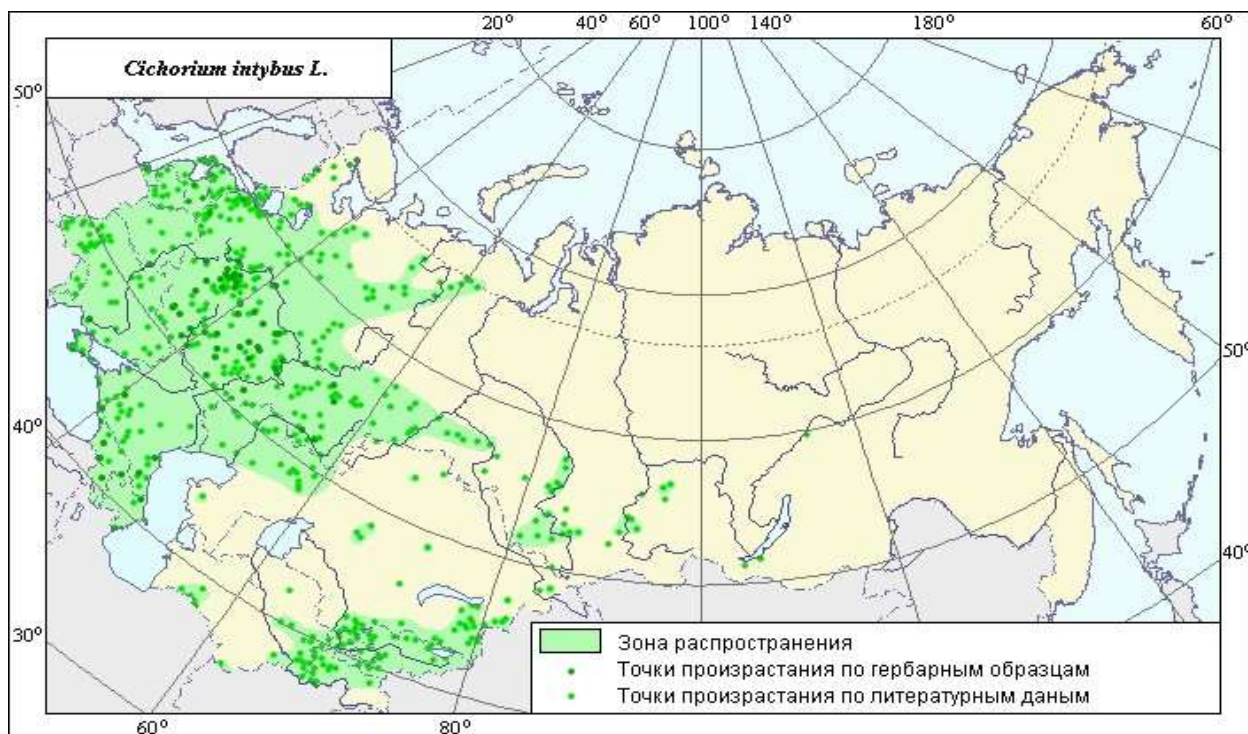 20° 40° 60° 100° 140° 180° 60°
Cichorium intybus L.
50°
50°
40°
40°
30°
Зона распространения
Точки произрастания по гербарным образцам
Точки произрастания по литературным даным
60° 80°